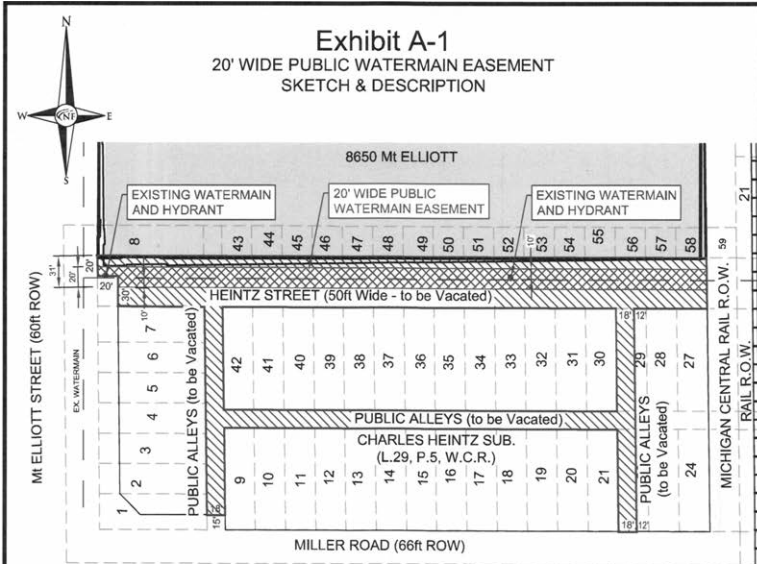 Exhibit A-1
20' WIDE PUBLIC WATERMAIN EASEMENT
SKETCH & DESCRIPTION
N
W
KNF
E
S
8650 Mt ELLIOTT
EXISTING WATERMAIN
AND HYDRANT
20' WIDE PUBLIC
WATERMAIN EASEMENT
EXISTING WATERMAIN
AND HYDRANT
21
8
43
44
45
46
47
48
49
50
51
52
53
54
55
56
57
58
59
10'
31'
20'
20'
20'
30'
10'
HEINTZ STREET (50ft Wide - to be Vacated)
18'
12'
Mt ELLIOTT STREET (60ft ROW)
EX. WATERMAIN
7
6
5
4
3
2
1
PUBLIC ALLEYS (to be Vacated)
42
41
40
39
38
37
36
35
34
33
32
31
30
29
28
27
PUBLIC ALLEYS (to be Vacated)
CHARLES HEINTZ SUB.
(L.29, P.5, W.C.R.)
9
10
11
12
13
14
15
16
17
18
19
20
21
PUBLIC ALLEYS
(to be Vacated)
24
MICHIGAN CENTRAL RAIL R.O.W.
RAIL R.O.W.
18'
15'
18'
12'
MILLER ROAD (66ft ROW)